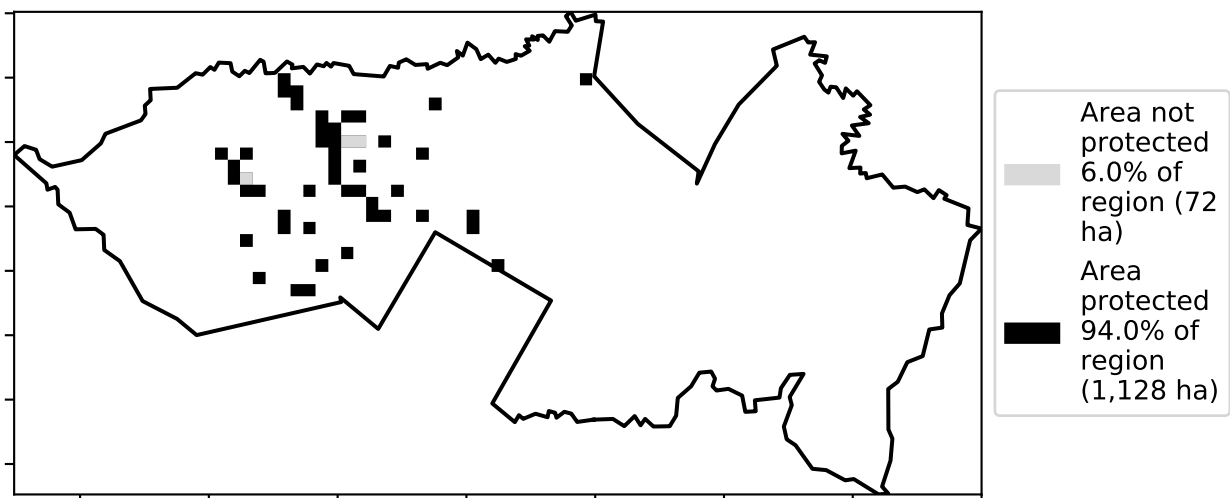 Area not
protected
6.0% of
region (72
ha)
Area
protected
94.0% of
region
(1,128 ha)